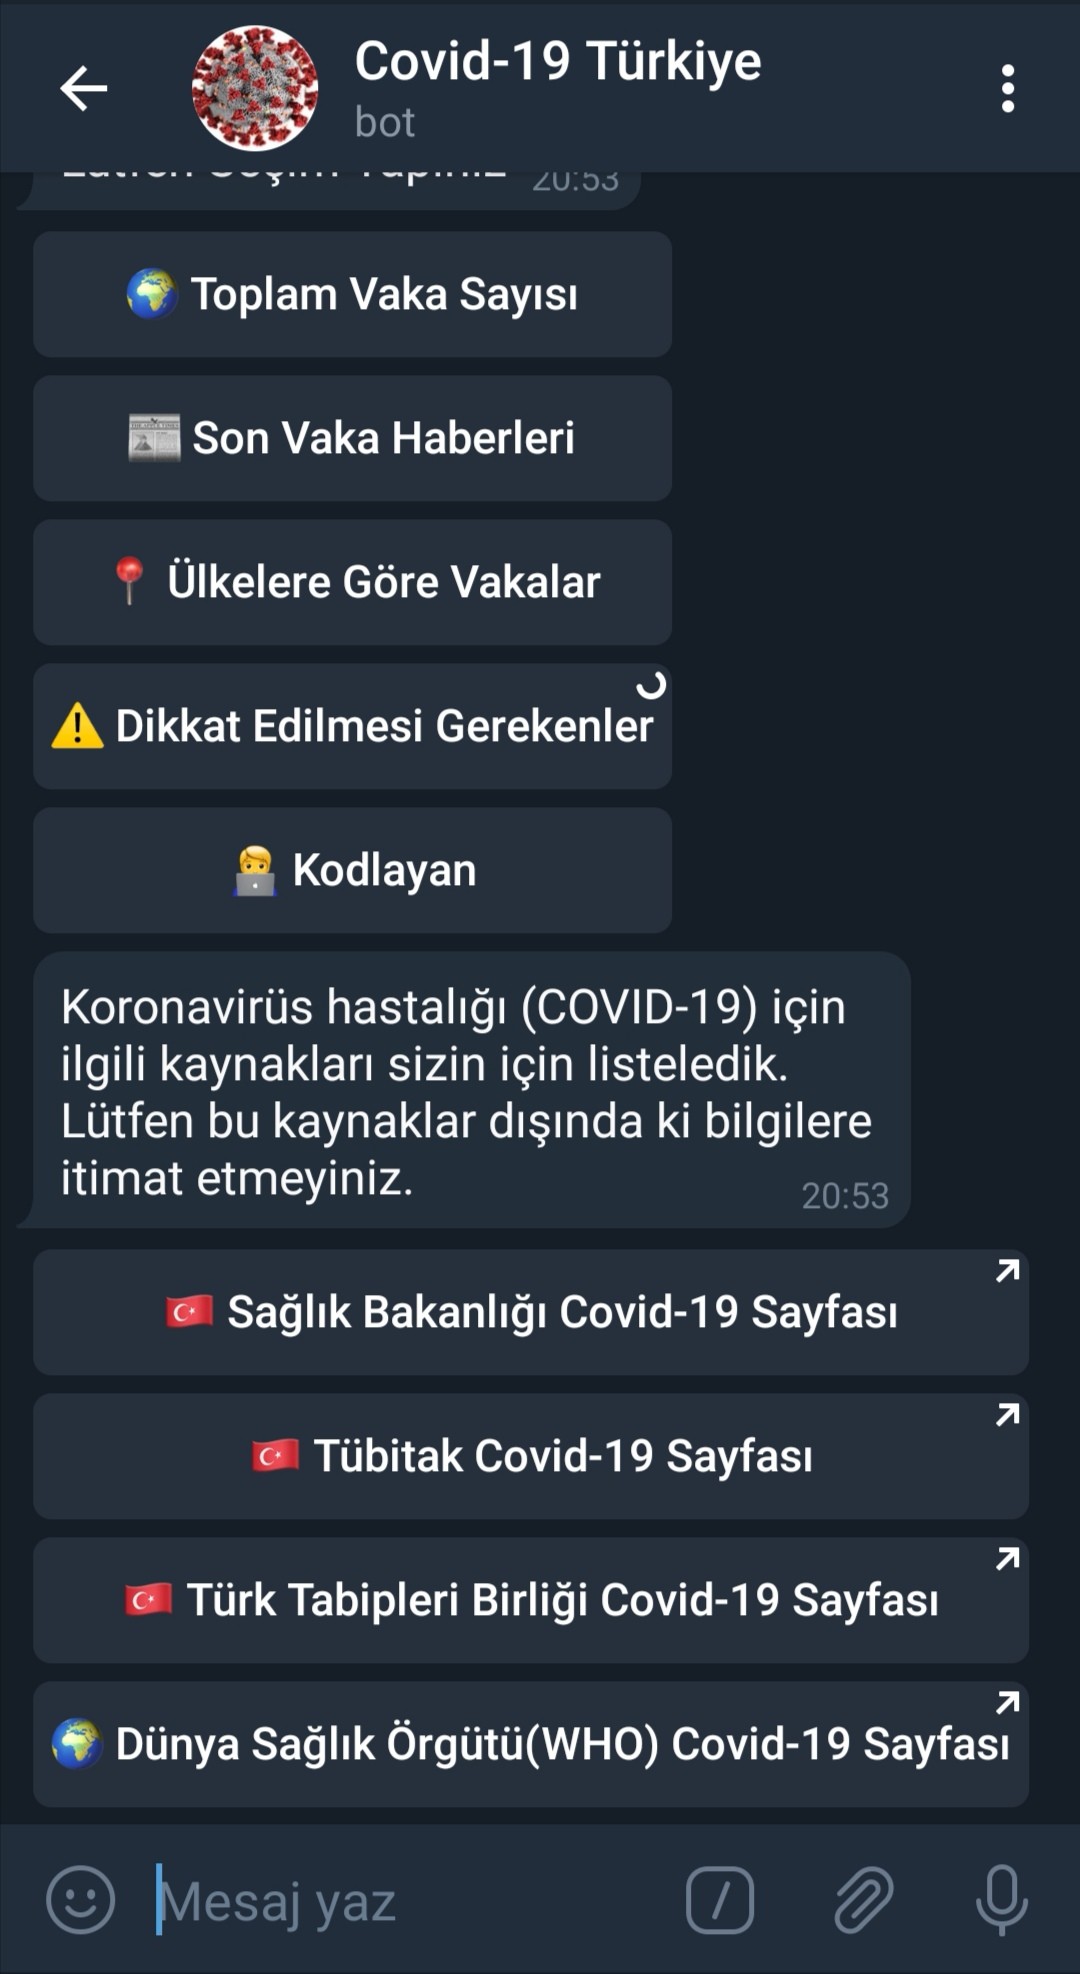 Covid-19 Türkiye
bot
Lütfen Seçim Yapınız 20:53
Toplam Vaka Sayısı
Son Vaka Haberleri
Ülkelere Göre Vakalar
Dikkat Edilmesi Gerekenler
Kodlayan
Koronavirüs hastalığı (COVID-19) için
ilgili kaynakları sizin için listeledik.
Lütfen bu kaynaklar dışında ki bilgilere
itimat etmeyiniz.
20:53
Sağlık Bakanlığı Covid-19 Sayfası
Tübitak Covid-19 Sayfası
Türk Tabipleri Birliği Covid-19 Sayfası
Dünya Sağlık Örgütü(WHO) Covid-19 Sayfası
Mesaj yaz